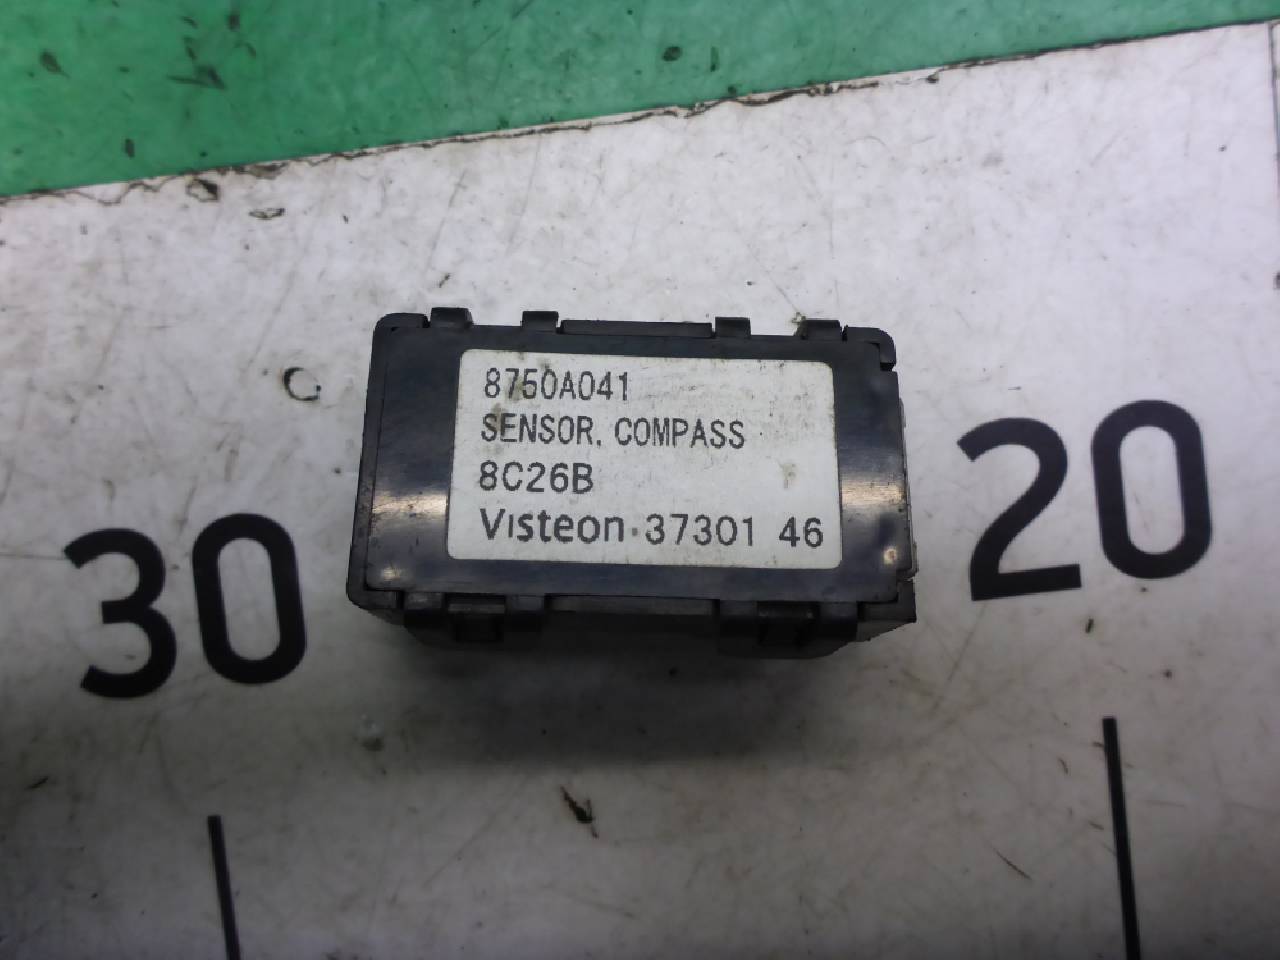 8750A041
SENSOR, COMPASS
8C26B
Visteon 37301 46
30
20